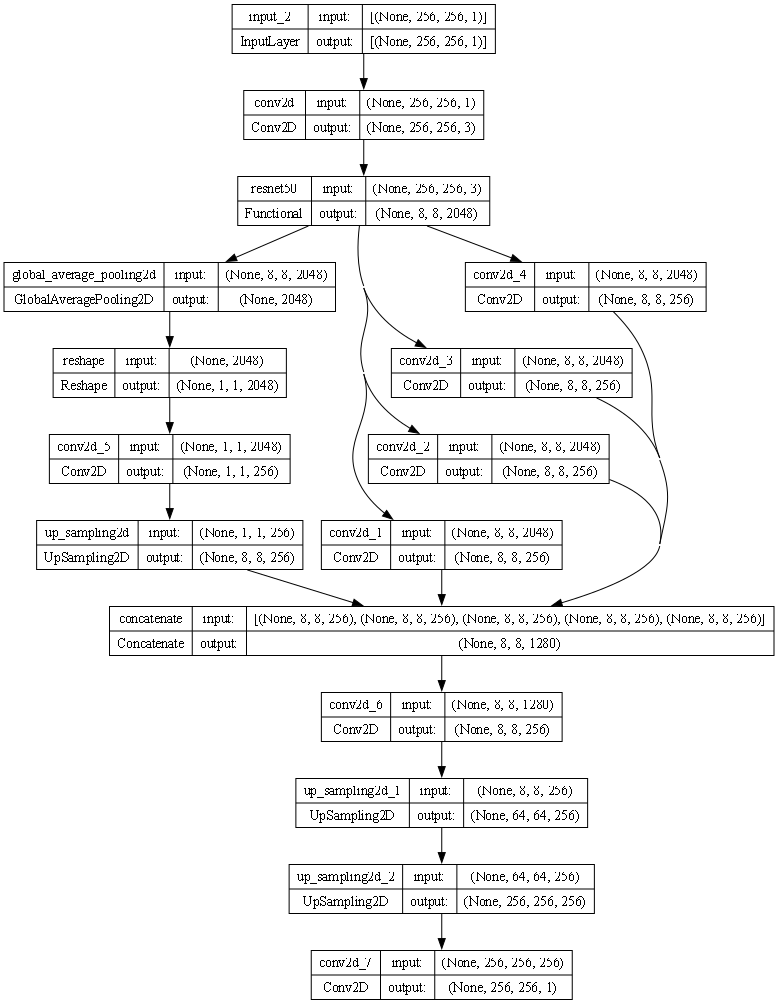 input_2 input: [(None, 256, 256, 1)]
InputLayer output: [(None, 256, 256, 1)]
conv2d input: (None, 256, 256, 1)
Conv2D output: (None, 256, 256, 3)
resnet50 input: (None, 256, 256, 3)
Functional output: (None, 8, 8, 2048)
global_average_pooling2d input: (None, 8, 8, 2048)
GlobalAveragePooling2D output: (None, 2048)
conv2d_4 input: (None, 8, 8, 2048)
Conv2D output: (None, 8, 8, 256)
reshape input: (None, 2048)
Reshape output: (None, 1, 1, 2048)
conv2d_3 input: (None, 8, 8, 2048)
Conv2D output: (None, 8, 8, 256)
conv2d_5 input: (None, 1, 1, 2048)
Conv2D output: (None, 1, 1, 256)
conv2d_2 input: (None, 8, 8, 2048)
Conv2D output: (None, 8, 8, 256)
up_sampling2d input: (None, 1, 1, 256)
UpSampling2D output: (None, 8, 8, 256)
conv2d_1 input: (None, 8, 8, 2048)
Conv2D output: (None, 8, 8, 256)
concatenate input: [(None, 8, 8, 256), (None, 8, 8, 256), (None, 8, 8, 256), (None, 8, 8, 256), (None, 8, 8, 256)]
Concatenate output: (None, 8, 8, 1280)
conv2d_6 input: (None, 8, 8, 1280)
Conv2D output: (None, 8, 8, 256)
up_sampling2d_1 input: (None, 8, 8, 256)
UpSampling2D output: (None, 64, 64, 256)
up_sampling2d_2 input: (None, 64, 64, 256)
UpSampling2D output: (None, 256, 256, 256)
conv2d_7 input: (None, 256, 256, 256)
Conv2D output: (None, 256, 256, 1)